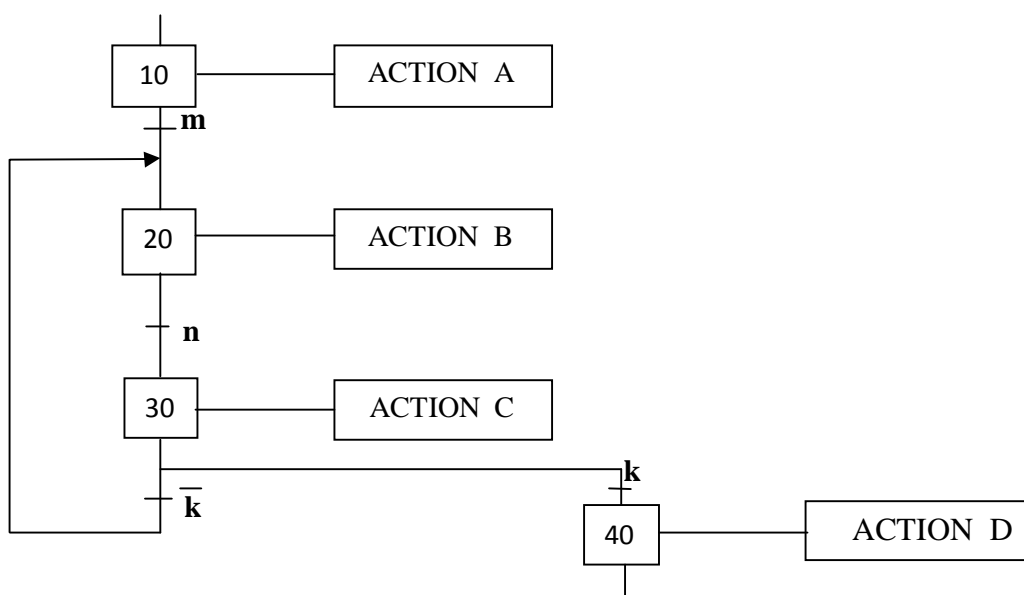 10
ACTION A
m
20
ACTION B
n
30
ACTION C
k
k̅
40
ACTION D